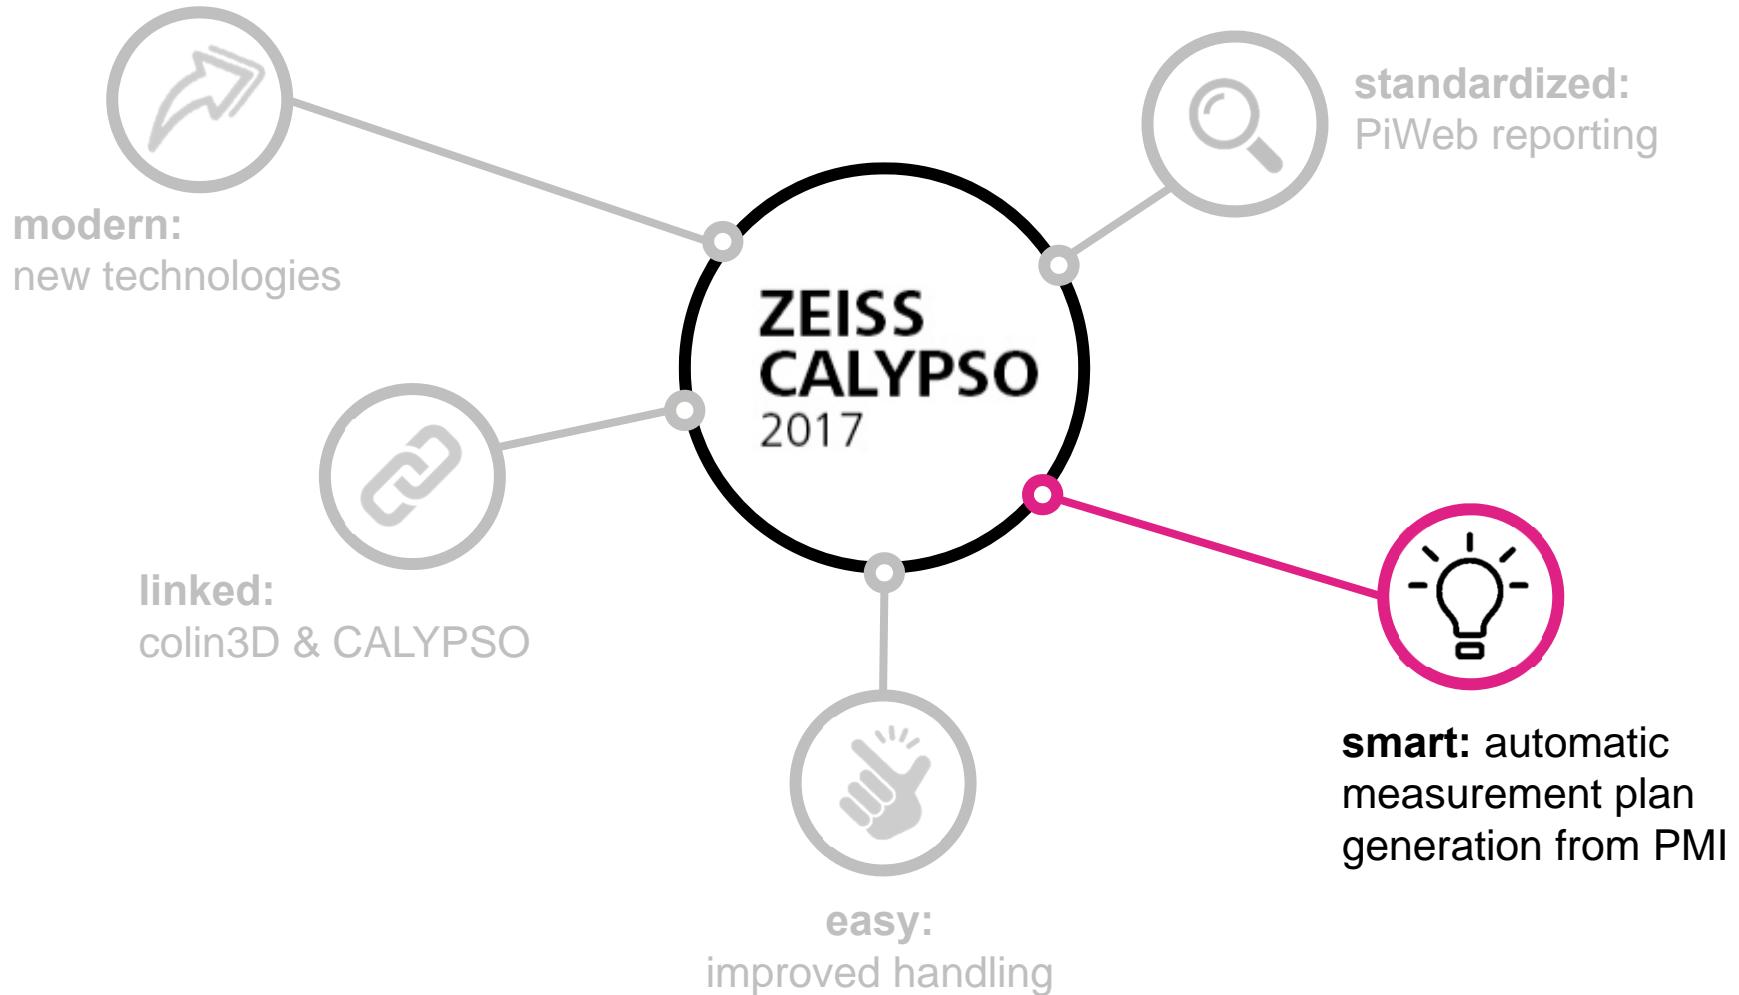 standardized:
PiWeb reporting
modern:
new technologies
ZEISS
CALYPSO
2017
linked:
colin3D & CALYPSO
smart: automatic
measurement plan
generation from PMI
easy:
improved handling